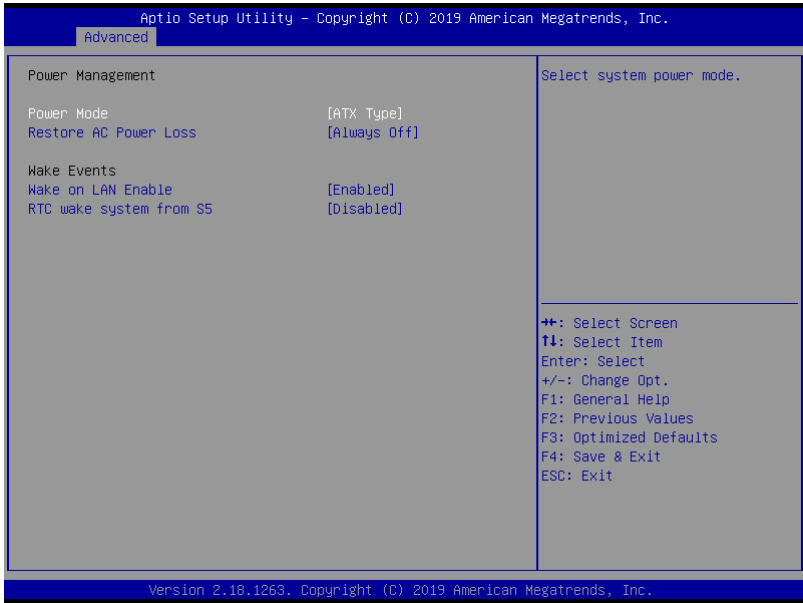 Aptio Setup Utility – Copyright (C) 2019 American Megatrends, Inc.
Advanced
Power Management
Power Mode [ATX Type]
Restore AC Power Loss [Always Off]
Wake Events
Wake on LAN Enable [Enabled]
RTC wake system from S5 [Disabled]
Select system power mode.
→←: Select Screen
↑↓: Select Item
Enter: Select
+/-: Change Opt.
F1: General Help
F2: Previous Values
F3: Optimized Defaults
F4: Save & Exit
ESC: Exit
Version 2.18.1263. Copyright (C) 2019 American Megatrends, Inc.